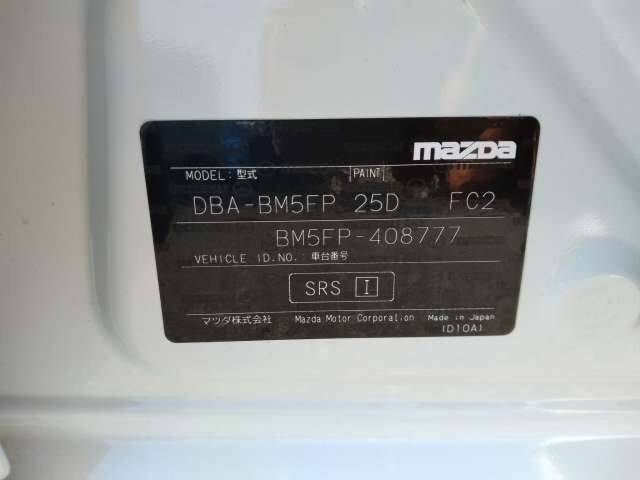 mazda
MODEL: 型式 PAINT
DBA-BM5FP 25D FC2
BM5FP-408777
VEHICLE ID.NO. 車台番号
SRS I
マツダ株式会社 Mazda Motor Corporation Made in Japan
(D10A)